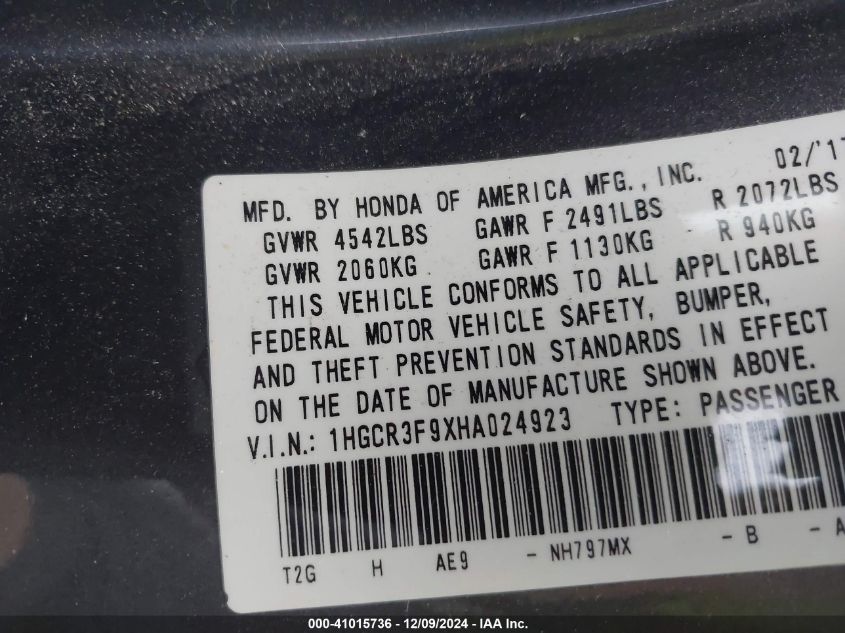 MFD. BY HONDA OF AMERICA MFG., INC. 02/'17
GVWR 4542LBS GAWR F 2491LBS R 2072LBS
GVWR 2060KG GAWR F 1130KG R 940KG
THIS VEHICLE CONFORMS TO ALL APPLICABLE
FEDERAL MOTOR VEHICLE SAFETY, BUMPER,
AND THEFT PREVENTION STANDARDS IN EFFECT
ON THE DATE OF MANUFACTURE SHOWN ABOVE.
V.I.N.: 1HGCR3F9XHA024923 TYPE: PASSENGER
T2G H AE9 - NH797MX - B - A
000-41015736 - 12/09/2024 - IAA Inc.